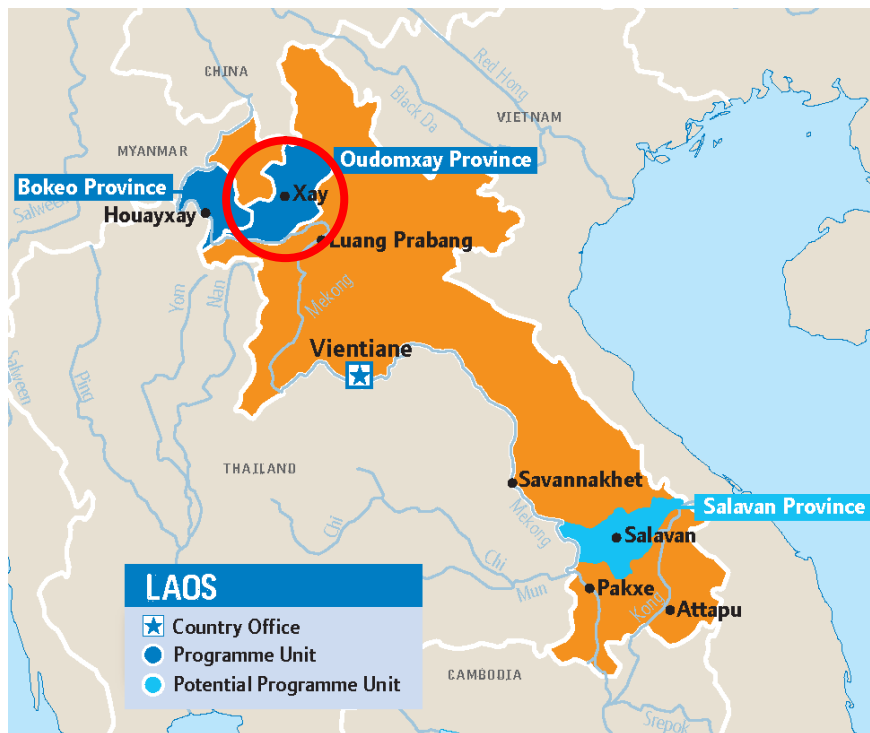 CHINA
Red Hong
Black Da
VIETNAM
MYANMAR
Oudomxay Province
Bokeo Province
Xay
Salween
Houayxay
Luang Prabang
Yom
Nan
Mekong
Vientiane
Salween
Ping
THAILAND
Savannakhet
Chi
Mekong
Salavan Province
Salavan
Chi
Mun
Pakxe
Kong
Attapu
LAOS
Country Office
Programme Unit
Potential Programme Unit
CAMBODIA
Srepok